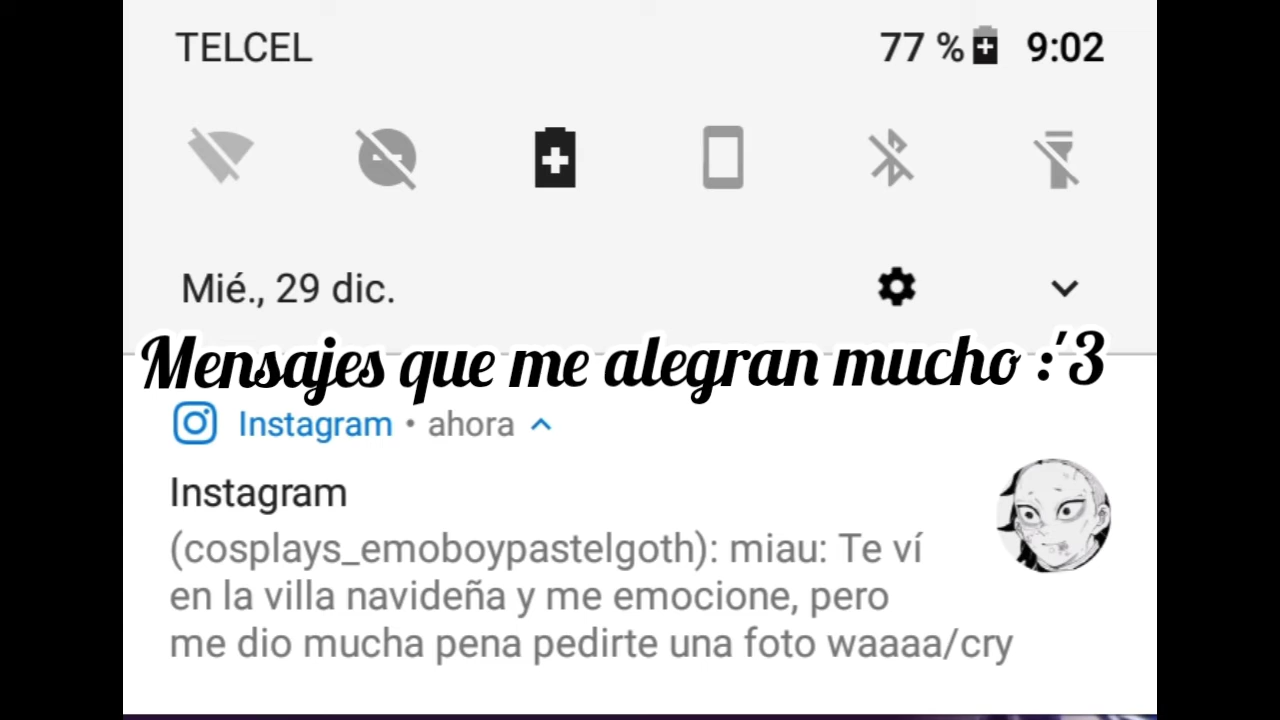 TELCEL 77 % 9:02
Mié., 29 dic.
Mensajes que me alegran mucho :'3
Instagram • ahora
Instagram
(cosplays_emoboypastelgoth): miau: Te ví
en la villa navideña y me emocione, pero
me dio mucha pena pedirte una foto waaaa/cry